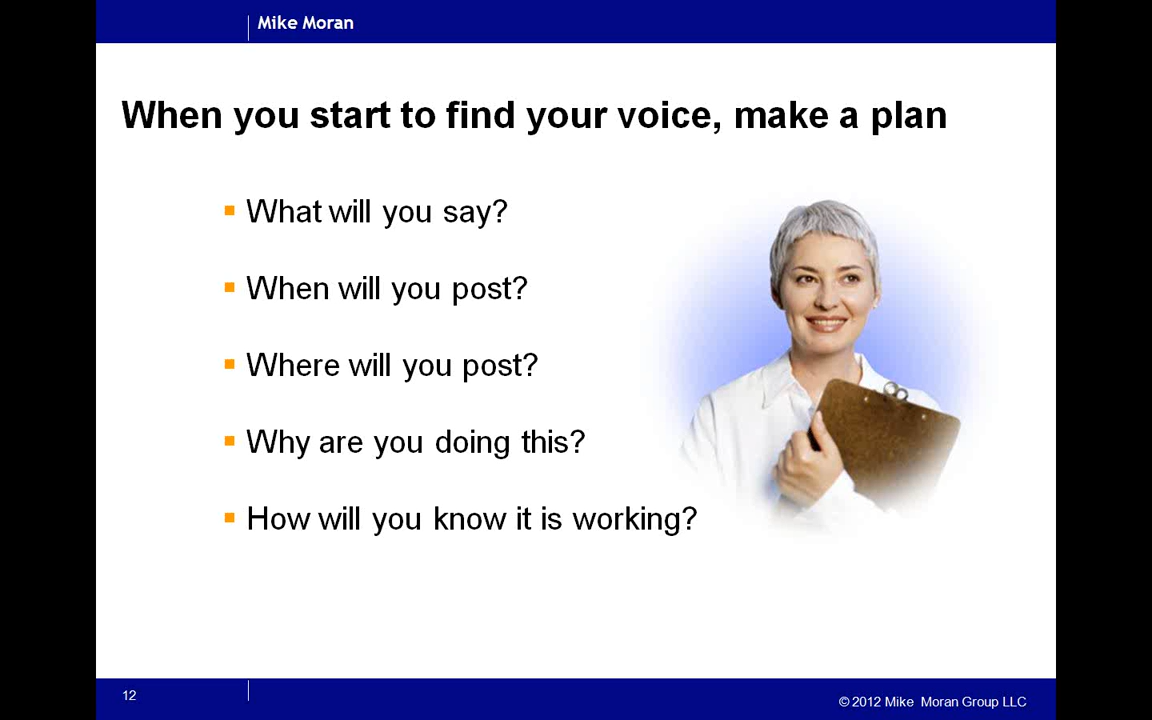 Mike Moran
When you start to find your voice, make a plan
What will you say?
When will you post?
Where will you post?
Why are you doing this?
How will you know it is working?
12
© 2012 Mike Moran Group LLC